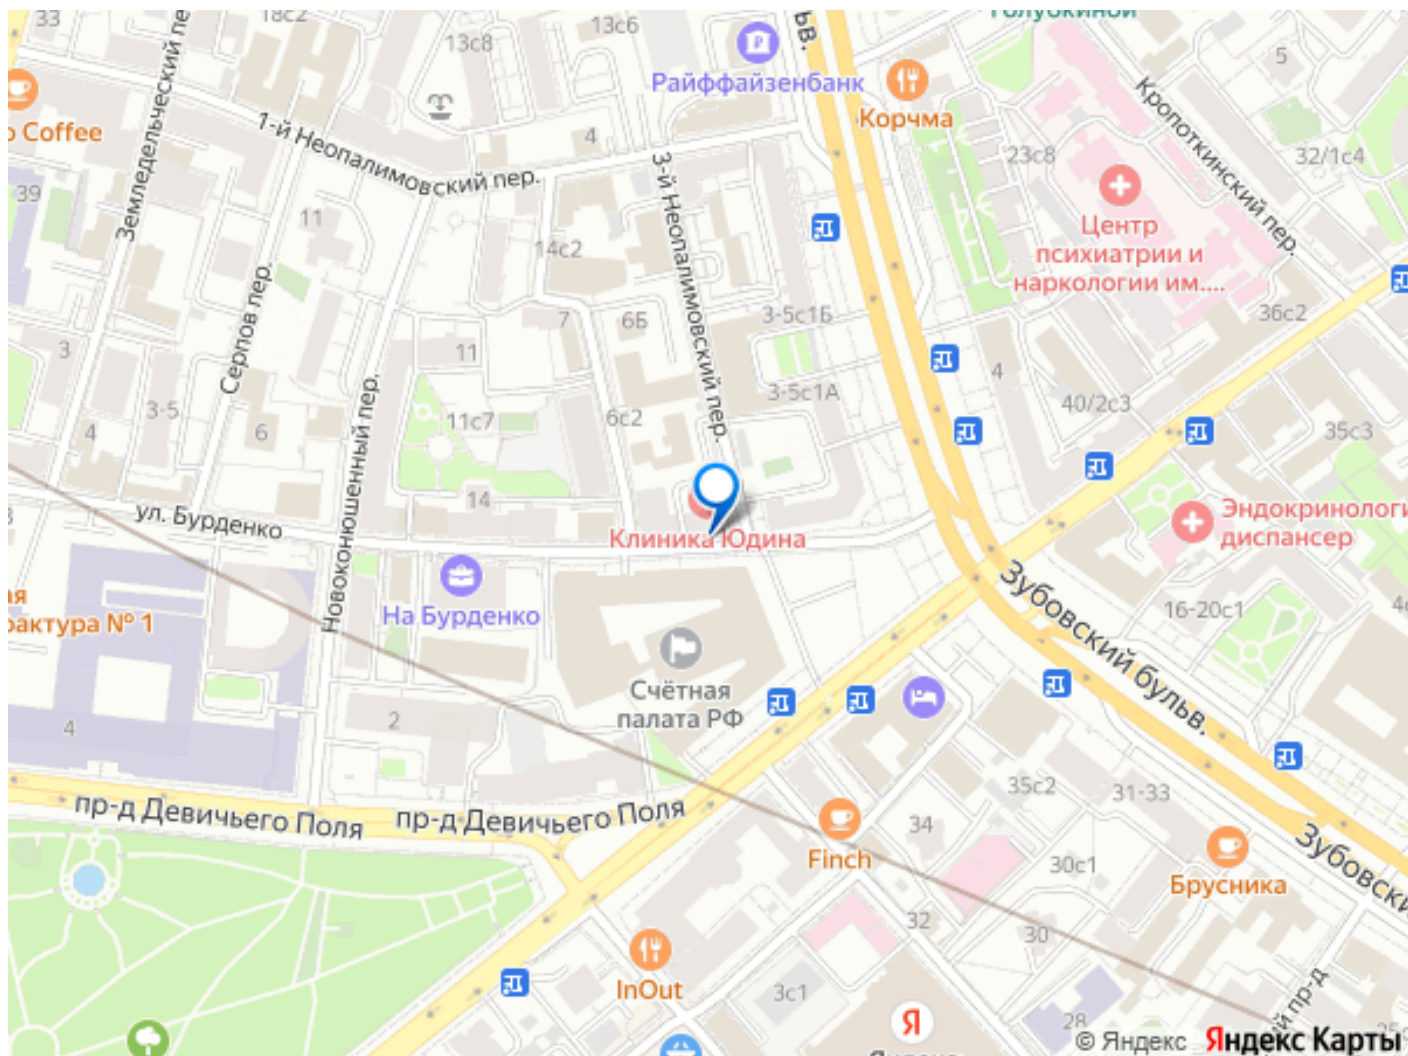 33
18с2
13с8
13с6
Райффайзенбанк
Корчма
5
Кропоткинский пер.
32/1с4
Coffee
1-й Неопалимовский пер.
4
23с8
Земледельческий
39
11
14с2
3-й Неопалимовский пер.
Центр
психиатрии и
наркологии им....
36с2
Серпов пер.
7
6Б
3-5с1Б
3
11
4
3-5
11с7
6с2
3-5с1А
40/2с3
35с3
4
6
Новоконюшенный пер.
14
ул. Бурденко
Клиника Юдина
диспансер
На Бурденко
№ 1
Зубовский бульв.
16-20с1
Счётная
палата РФ
4
2
35с2
31-33
пр-д Девичьего Поля
пр-д Девичьего Поля
34
Finch
30с1
Брусника
32
30
InOut
3с1
28
© Яндекс
Яндекс Карты